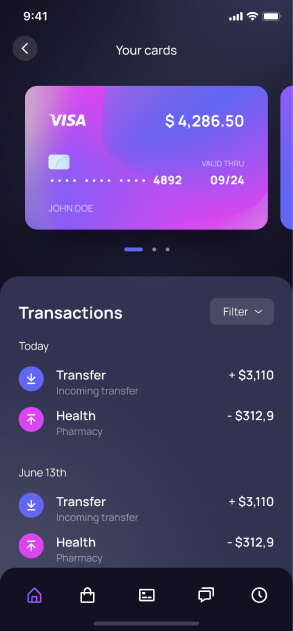 9:41
Your cards
VISA
$ 4,286.50
VALID THRU
•••• •••• •••• 4892
09/24
JOHN DOE
Transactions
Filter
Today
Transfer
+ $3,110
Incoming transfer
Health
- $312,9
Pharmacy
June 13th
Transfer
+ $3,110
Incoming transfer
Health
- $312,9
Pharmacy